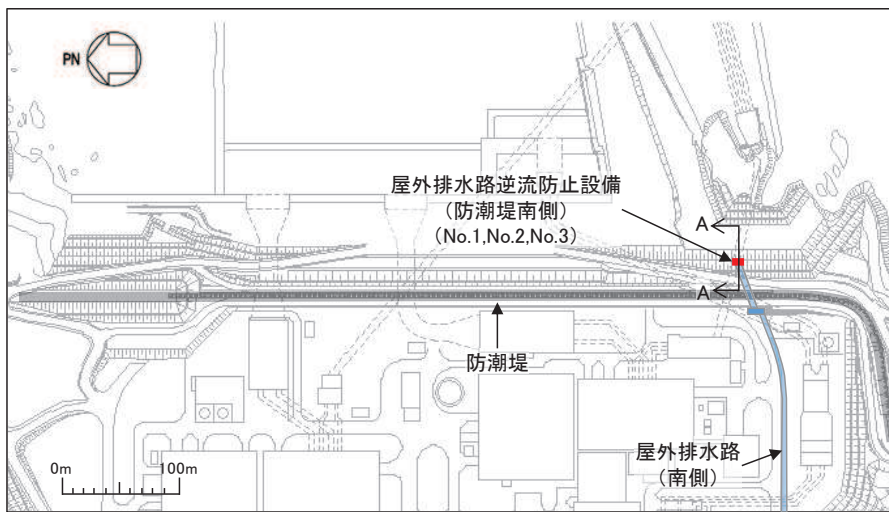 PN
屋外排水路逆流防止設備
（防潮堤南側）
（No.1,No.2,No.3）
A
A
防潮堤
屋外排水路
（南側）
0m
100m